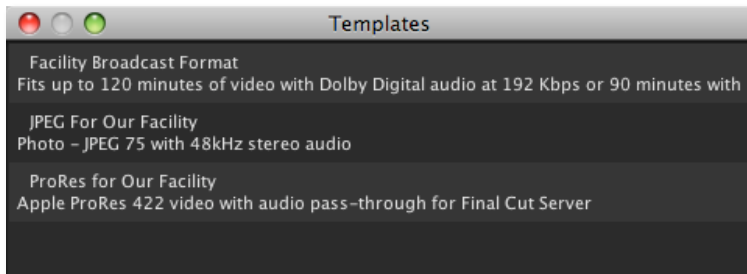 Templates
Facility Broadcast Format
Fits up to 120 minutes of video with Dolby Digital audio at 192 Kbps or 90 minutes with
JPEG For Our Facility
Photo – JPEG 75 with 48kHz stereo audio
ProRes for Our Facility
Apple ProRes 422 video with audio pass-through for Final Cut Server